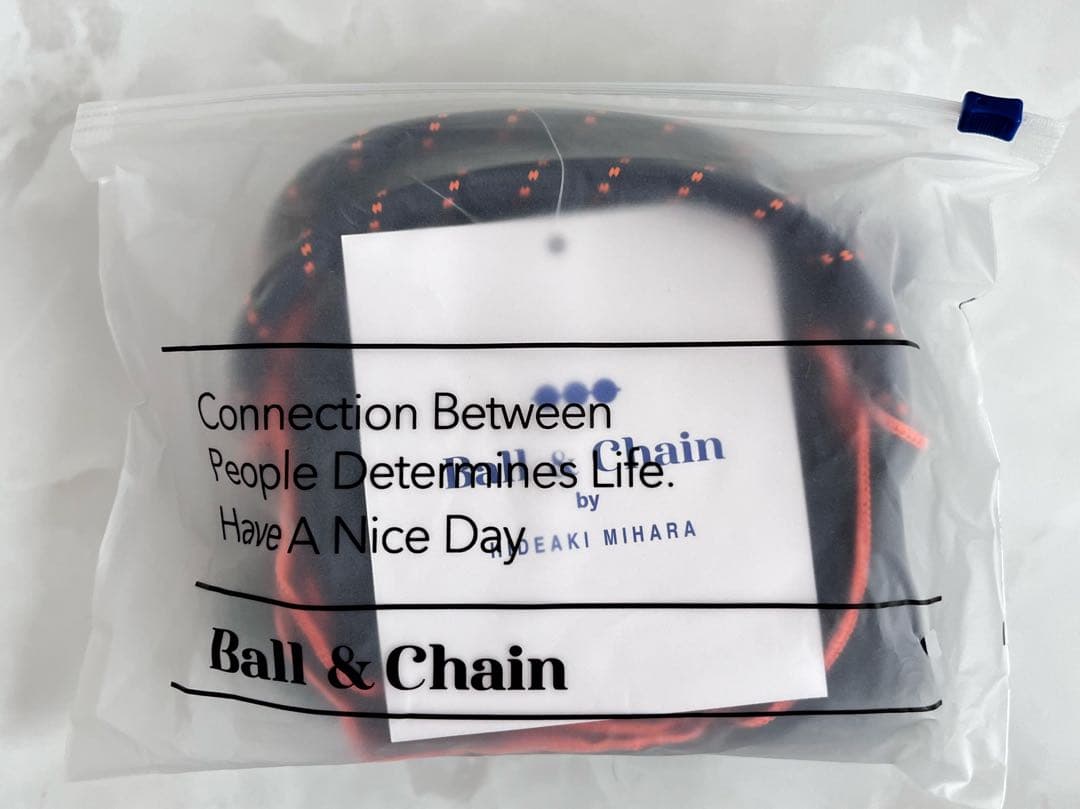 Connection Between
People Determines Life.
Have A Nice Day
Ball & Chain
Ball & Chain
by
HIDEAKI MIHARA